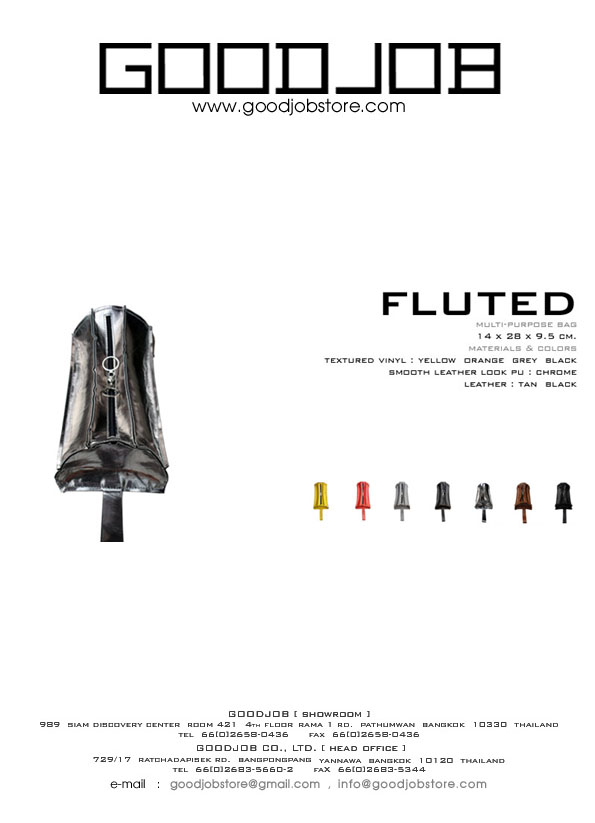 GOODJOB
www.goodjobstore.com
FLUTED
MULTI-PURPOSE BAG
14 x 28 x 9.5 CM.
MATERIALS & COLORS
TEXTURED VINYL : YELLOW ORANGE GREY BLACK
SMOOTH LEATHER LOOK PU : CHROME
LEATHER : TAN BLACK
GOODJOB [ SHOWROOM ]
989 SIAM DISCOVERY CENTER ROOM 421 4TH FLOOR RAMA 1 RD. PATHUMWAN BANGKOK 10330 THAILAND
TEL 66(0)2658-0436 FAX 66(0)2658-0436
GOODJOB CO., LTD. [ HEAD OFFICE ]
729/17 RATCHADAPISEK RD. BANGPONGPANG YANNAWA BANGKOK 10120 THAILAND
TEL 66(0)2683-5660-2 FAX 66(0)2683-5344
e-mail : goodjobstore@gmail.com , info@goodjobstore.com